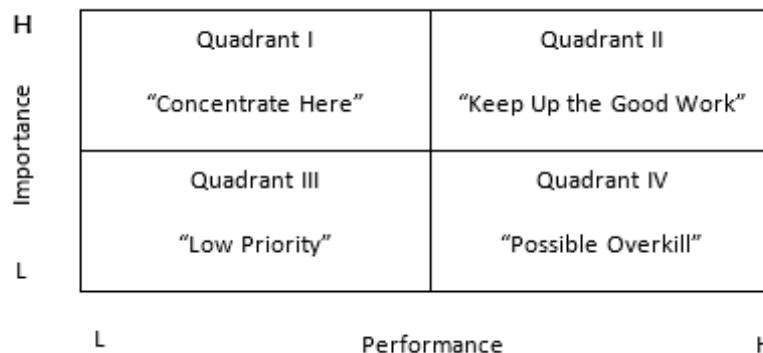 H
Quadrant I
Quadrant II
"Concentrate Here"
"Keep Up the Good Work"
Importance
Quadrant III
Quadrant IV
"Low Priority"
"Possible Overkill"
L
L
Performance
H